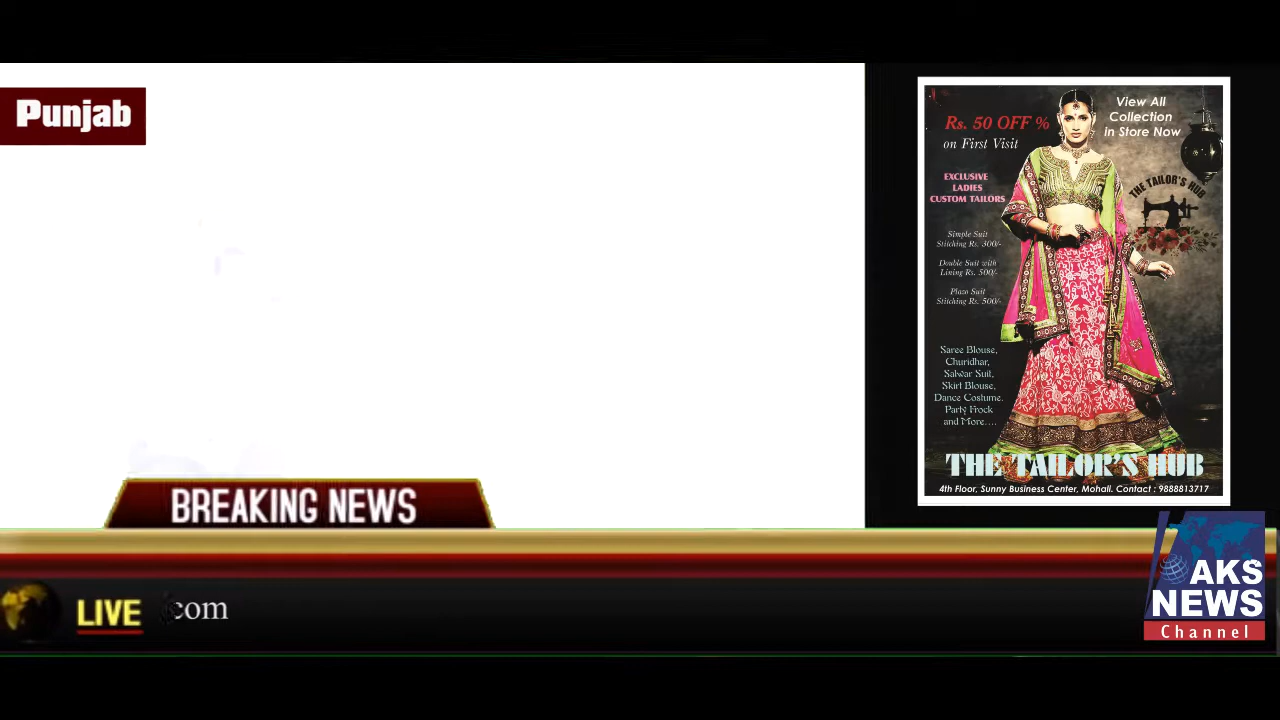 Punjab
Rs. 50 OFF %
on First Visit
View All
Collection
in Store Now
EXCLUSIVE
LADIES
CUSTOM TAILORS
THE TAILOR'S HUB
Simple Suit
Stitching Rs. 300/-
Double Suit with
Lining Rs. 500/-
Plazo Suit
Stitching Rs. 500/-
Saree Blouse,
Churidhar,
Salwar Suit,
Skirt Blouse,
Dance Costume.
Party Frock
and More....
THE TAILOR'S HUB
4th Floor, Sunny Business Center, Mohali. Contact : 9888813717
BREAKING NEWS
LIVE
com
AKS
NEWS
Channel